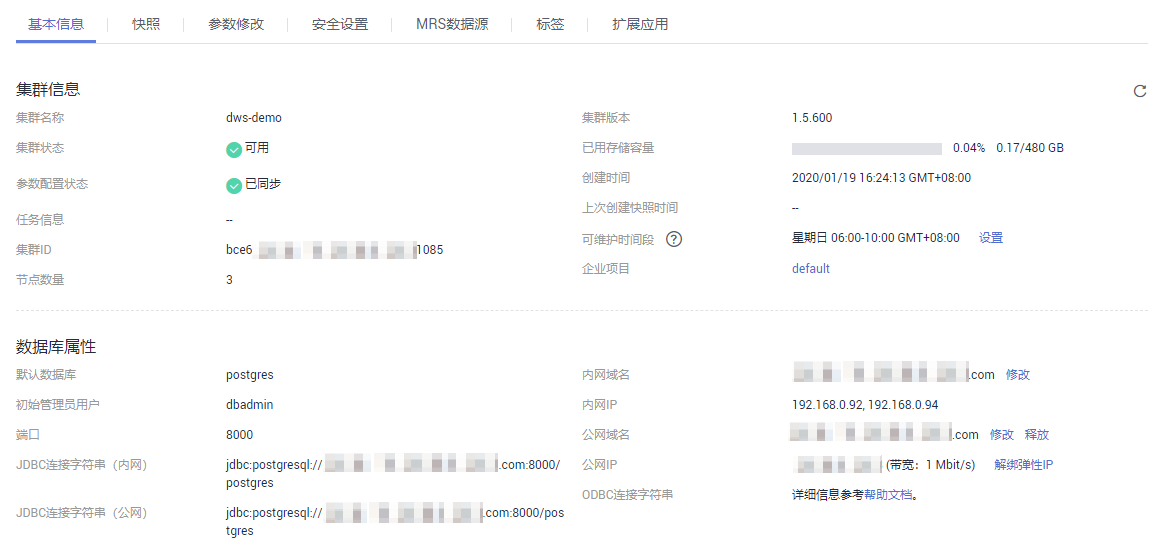 基本信息 快照 参数修改 安全设置 MRS数据源 标签 扩展应用
集群信息
集群名称 dws-demo
集群状态 可用
参数配置状态 已同步
任务信息 --
集群ID bce6 1085
节点数量 3
集群版本 1.5.600
已用存储容量 0.04% 0.17/480 GB
创建时间 2020/01/19 16:24:13 GMT+08:00
上次创建快照时间 --
可维护时间段 ? 星期日 06:00-10:00 GMT+08:00 设置
企业项目 default
数据库属性
默认数据库 postgres
初始管理员用户 dbadmin
端口 8000
JDBC连接字符串（内网） jdbc:postgresql:// .com:8000/
postgres
JDBC连接字符串（公网） jdbc:postgresql:// .com:8000/pos
tgres
内网域名 .com 修改
内网IP 192.168.0.92, 192.168.0.94
公网域名 .com 修改 释放
公网IP (带宽：1 Mbit/s) 解绑弹性IP
ODBC连接字符串 详细信息参考帮助文档。